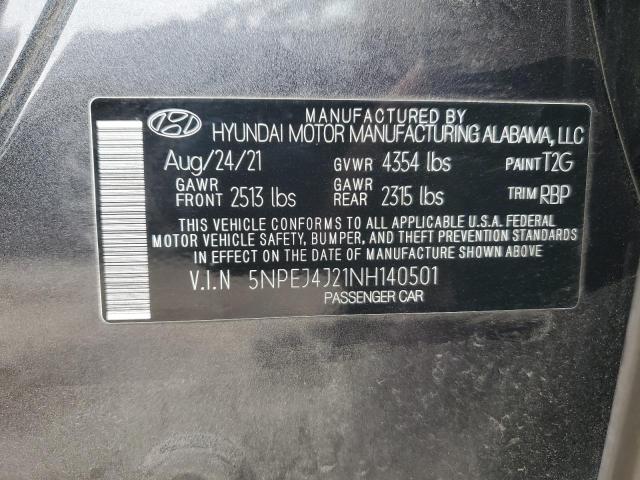 MANUFACTURED BY
HYUNDAI MOTOR MANUFACTURING ALABAMA, LLC
Aug/24/21 GVWR 4354 lbs PAINT T2G
GAWR FRONT 2513 lbs GAWR REAR 2315 lbs TRIM RBP
THIS VEHICLE CONFORMS TO ALL APPLICABLE U.S.A. FEDERAL
MOTOR VEHICLE SAFETY, BUMPER, AND THEFT PREVENTION STANDARDS
IN EFFECT ON THE DATE OF MANUFACTURE SHOWN ABOVE
V.I.N 5NPEJ4J21NH140501
PASSENGER CAR